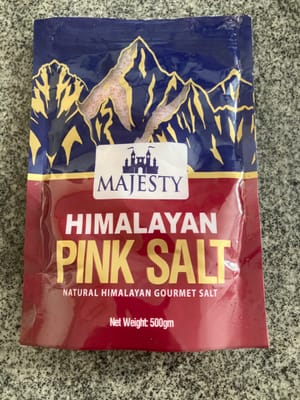 MAJESTY
HIMALAYAN
PINK SALT
NATURAL HIMALAYAN GOURMET SALT
Net Weight: 500gm